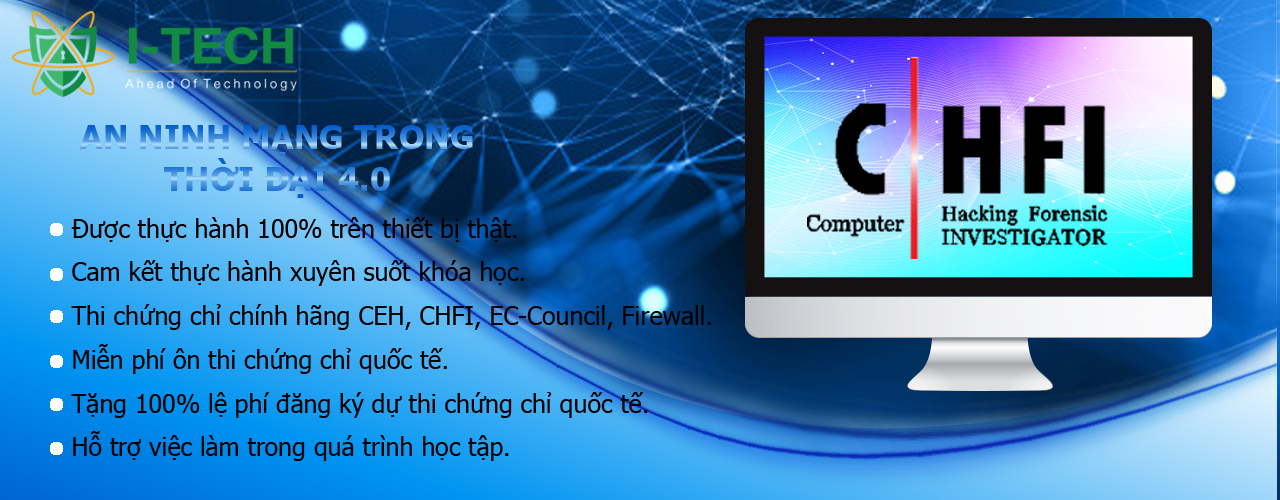 I-TECH
Ahead Of Technology
AN NINH MẠNG TRONG
THỜI ĐẠI 4.0
Được thực hành 100% trên thiết bị thật.
Cam kết thực hành xuyên suốt khóa học.
Thi chứng chỉ chính hãng CEH, CHFI, EC-Council, Firewall.
Miễn phí ôn thi chứng chỉ quốc tế.
Tặng 100% lệ phí đăng ký dự thi chứng chỉ quốc tế.
Hỗ trợ việc làm trong quá trình học tập.
C HFI
Computer
Hacking Forensic
INVESTIGATOR